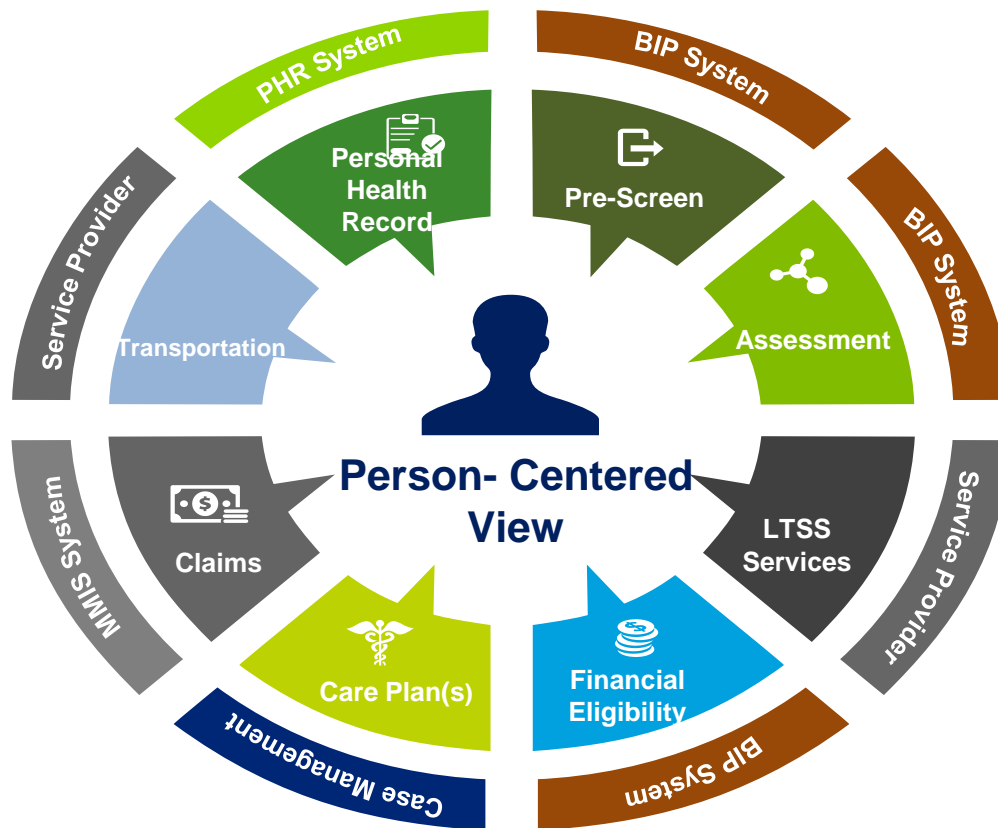 PHR System
BIP System
Personal
Health
Record
Pre-Screen
Service Provider
BIP System
Transportation
Assessment
Person- Centered
View
MMIS System
Claims
LTSS
Services
Service Provider
Care Plan(s)
Financial
Eligibility
Case Management
BIP System